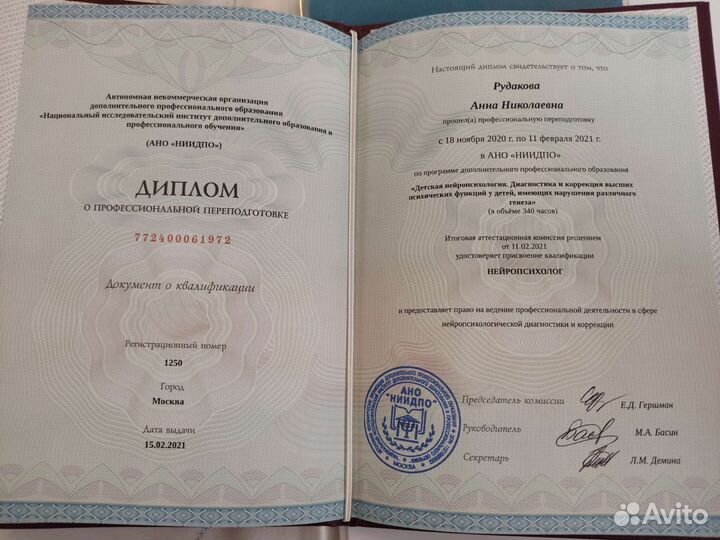 Автономная некоммерческая организация
дополнительного профессионального образования
«Национальный исследовательский институт дополнительного образования и
профессионального обучения»
(АНО «НИИДПО»)
ДИПЛОМ
О ПРОФЕССИОНАЛЬНОЙ ПЕРЕПОДГОТОВКЕ
772400061972
Документ о квалификации
Регистрационный номер
1250
Город
Москва
Дата выдачи
15.02.2021
Настоящий диплом свидетельствует о том, что
Рудакова
Анна Николаевна
прошел(а) профессиональную переподготовку
с 18 ноября 2020 г. по 11 февраля 2021 г.
в АНО «НИИДПО»
по программе дополнительного профессионального образования
«Детская нейропсихология. Диагностика и коррекция высших
психических функций у детей, имеющих нарушения различного
генеза»
(в объёме 340 часов)
Итоговая аттестационная комиссия решением
от 11.02.2021
удостоверяет присвоение квалификации
НЕЙРОПСИХОЛОГ
и предоставляет право на ведение профессиональной деятельности в сфере
нейропсихологической диагностики и коррекции
АНО
"НИИДПО"
МОСКВА
Председатель комиссии
Е.Д. Гершман
Руководитель
М.А. Басин
Секретарь
Л.М. Демина
Avito